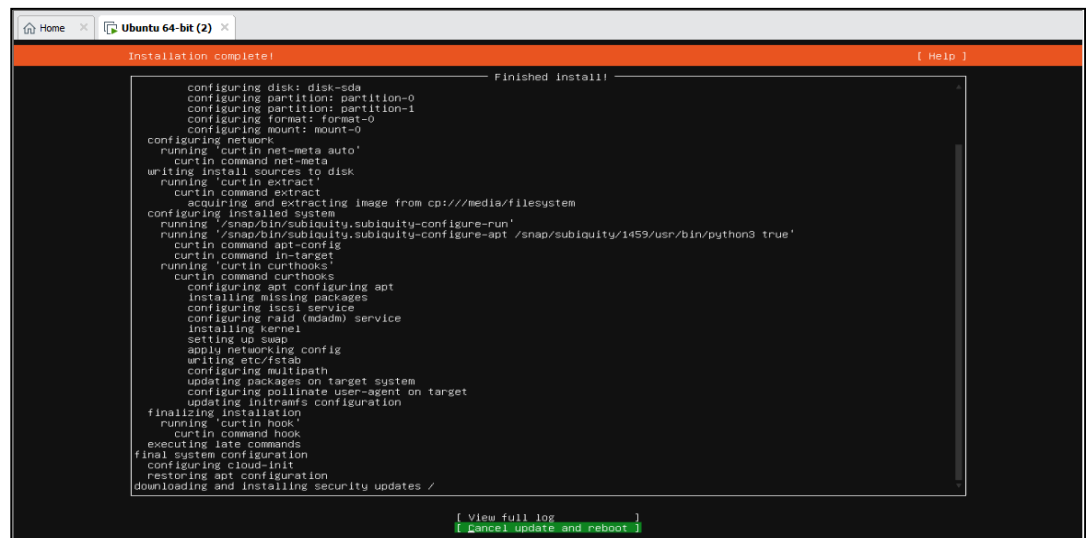 Home × Ubuntu 64-bit (2) ×
Installation complete! [ Help ]
Finished install!
configuring disk: disk-sda
configuring partition: partition-0
configuring partition: partition-1
configuring format: format-0
configuring mount: mount-0
configuring network
running 'curtin net-meta auto'
curtin command net-meta
writing install sources to disk
running 'curtin extract'
curtin command extract
acquiring and extracting image from cp:///media/filesystem
configuring installed system
running '/snap/bin/subiquity.subiquity-configure-run'
running '/snap/bin/subiquity.subiquity-configure-apt /snap/subiquity/1459/usr/bin/python3 true'
curtin command apt-config
curtin command in-target
running 'curtin curthooks'
curtin command curthooks
configuring apt configuring apt
installing missing packages
configuring iscsi service
configuring raid (mdadm) service
installing kernel
setting up swap
apply networking config
writing etc/fstab
configuring multipath
updating packages on target system
configuring pollinate user-agent on target
updating initramfs configuration
finalizing installation
running 'curtin hook'
curtin command hook
executing late commands
final system configuration
configuring cloud-init
restoring apt configuration
downloading and installing security updates /
[ View full log ]
[ Cancel update and reboot ]